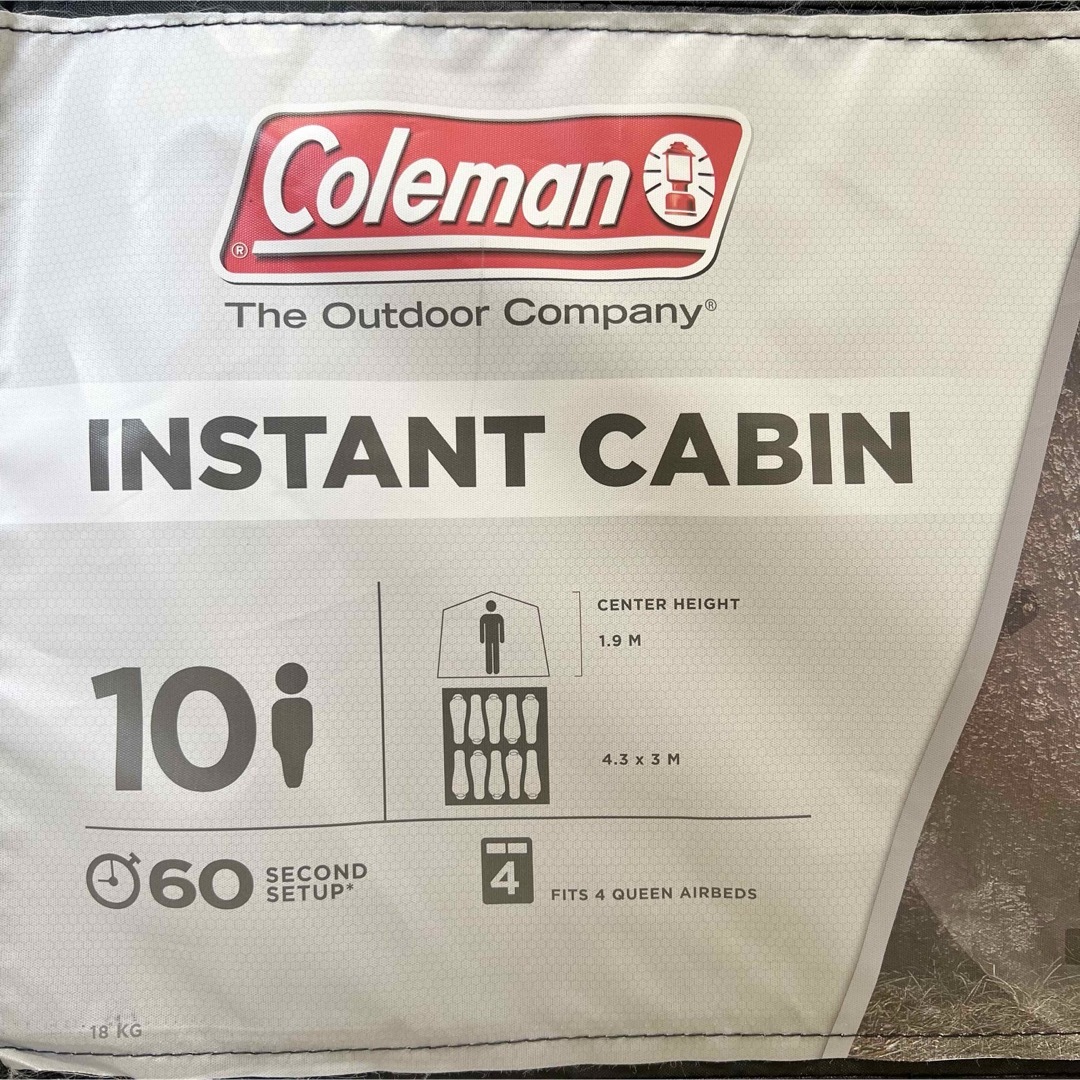 Coleman
®
The Outdoor Company®
INSTANT CABIN
CENTER HEIGHT
1.9 M
10
4.3 x 3 M
60 SECOND
SETUP*
4
FITS 4 QUEEN AIRBEDS
18 KG